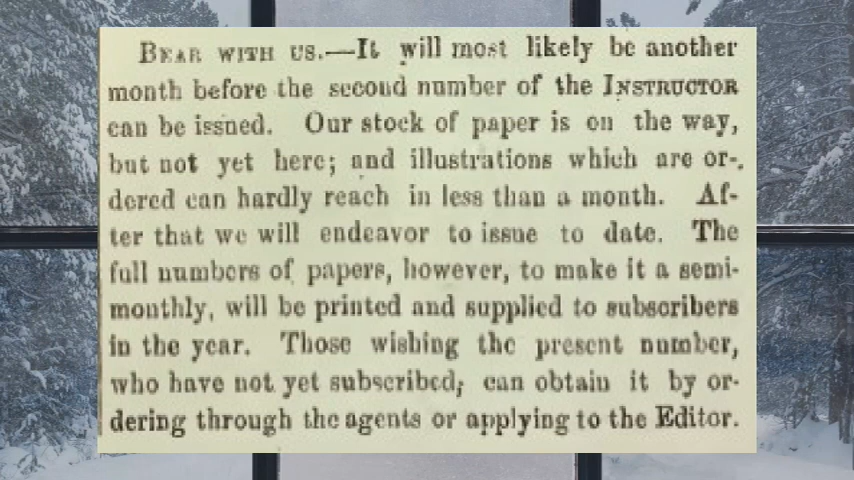 BEAR WITH US.—It will most likely be another
month before the second number of the INSTRUCTOR
can be issued. Our stock of paper is on the way,
but not yet here; and illustrations which are or-
dered can hardly reach in less than a month. Af-
ter that we will endeavor to issue to date. The
full numbers of papers, however, to make it a semi-
monthly, will be printed and supplied to subscribers
in the year. Those wishing the present number,
who have not yet subscribed, can obtain it by or-
dering through the agents or applying to the Editor.